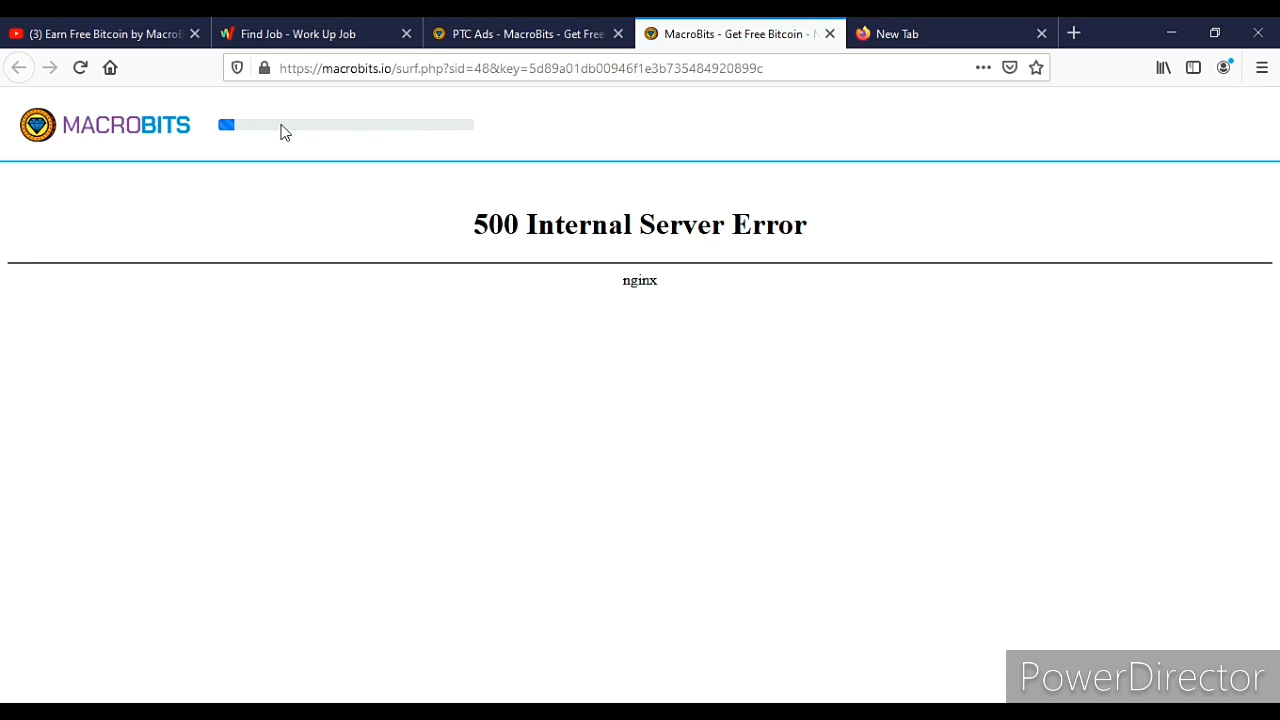 (3) Earn Free Bitcoin by MacroB
Find Job - Work Up Job
PTC Ads - MacroBits - Get Free
MacroBits - Get Free Bitcoin - N
New Tab
https://macrobits.io/surf.php?sid=48&key=5d89a01db00946f1e3b735484920899c
MACROBITS
500 Internal Server Error
nginx
PowerDirector